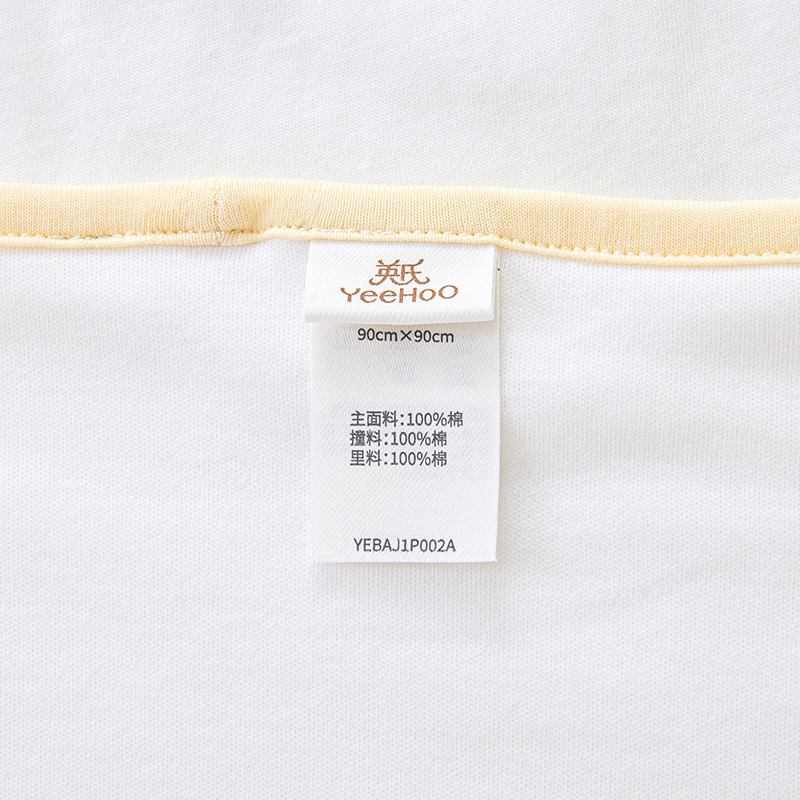 英氏
YeeHoO
90cm×90cm
主面料:100%棉
撞料:100%棉
里料:100%棉
YEBAJ1P002A